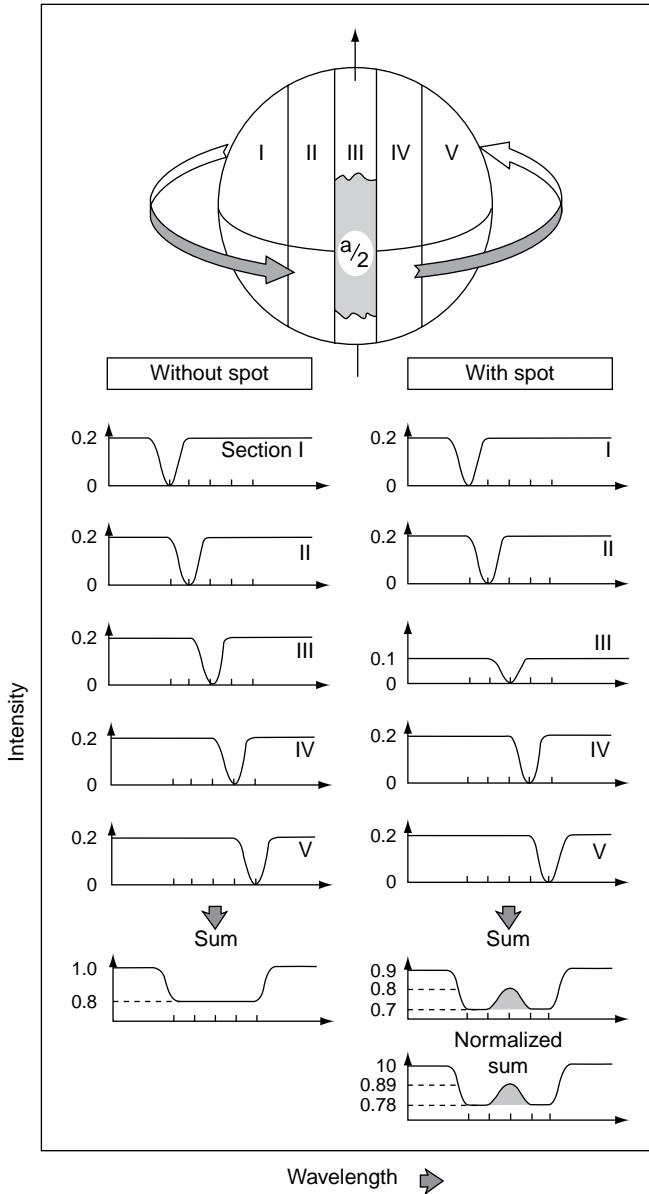 I II III IV V
a/2
Without spot With spot
0.2 Section I 0.2 I
0 0
0.2 II 0.2 II
0 0
0.2 III III
0.1
0 0
0.2 IV 0.2 IV
0 0
0.2 V 0.2 V
0 0
Sum Sum
1.0 0.9
0.8 0.8
0.7
Normalized
sum
10
0.89
0.78
Intensity
Wavelength